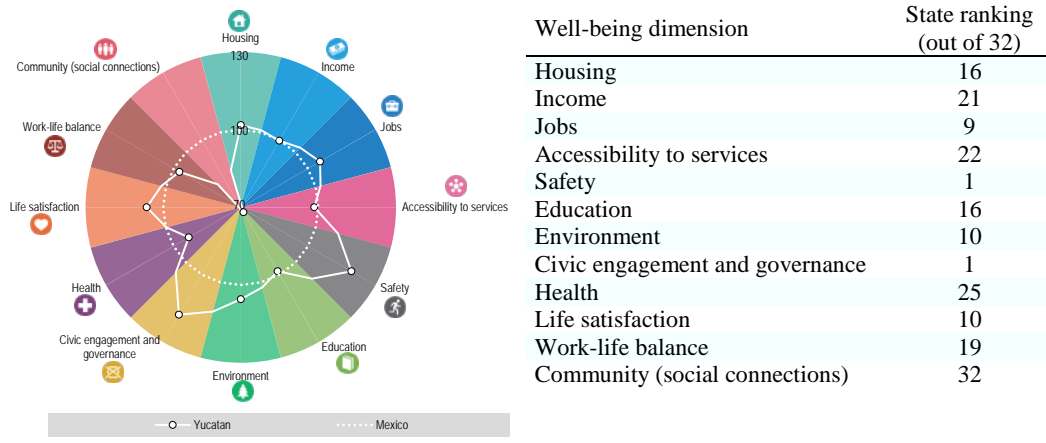 Housing
130
Community (social connections)
Income
Work-life balance
100
Jobs
Life satisfaction
70
Accessibility to services
Health
Safety
Civic engagement and
governance
Education
Environment
Yucatan
Mexico
Well-being dimension State ranking
(out of 32)
Housing 16
Income 21
Jobs 9
Accessibility to services 22
Safety 1
Education 16
Environment 10
Civic engagement and governance 1
Health 25
Life satisfaction 10
Work-life balance 19
Community (social connections) 32